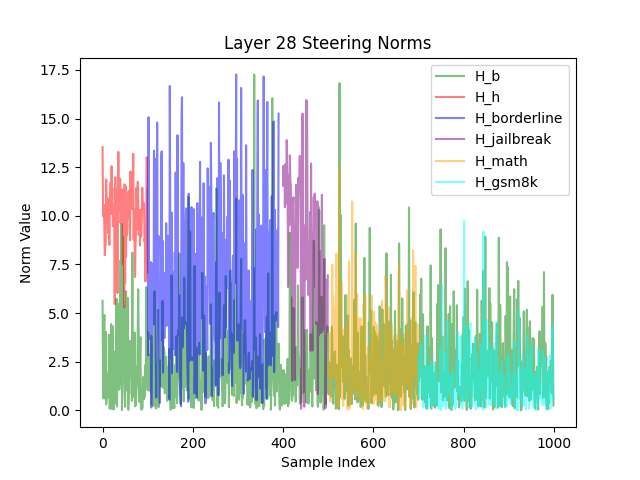 Layer 28 Steering Norms
Norm Value
17.5
15.0
12.5
10.0
7.5
5.0
2.5
0.0
H_b
H_h
H_borderline
H_jailbreak
H_math
H_gsm8k
0 200 400 600 800 1000
Sample Index